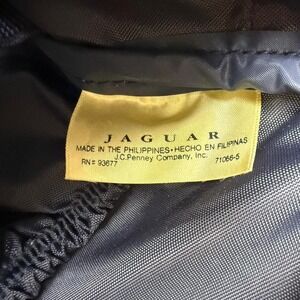 JAGUAR
MADE IN THE PHILIPPINES•HECHO EN FILIPINAS
J.C.Penney Company, Inc.
RN# 93677 71066-5